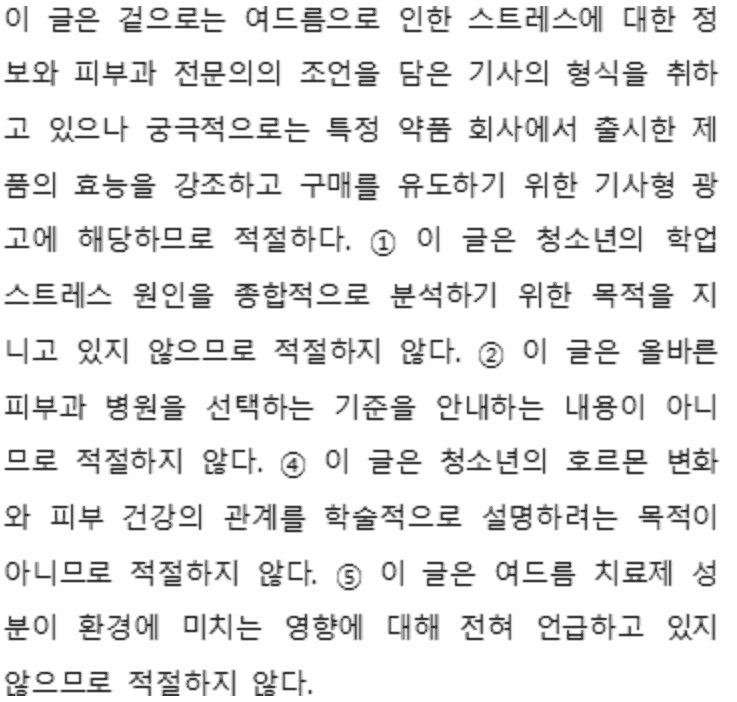 이 글은 겉으로는 여드름으로 인한 스트레스에 대한 정
보와 피부과 전문의의 조언을 담은 기사의 형식을 취하
고 있으나 궁극적으로는 특정 약품 회사에서 출시한 제
품의 효능을 강조하고 구매를 유도하기 위한 기사형 광
고에 해당하므로 적절하다. ① 이 글은 청소년의 학업
스트레스 원인을 종합적으로 분석하기 위한 목적을 지
니고 있지 않으므로 적절하지 않다. ② 이 글은 올바른
피부과 병원을 선택하는 기준을 안내하는 내용이 아니
므로 적절하지 않다. ④ 이 글은 청소년의 호르몬 변화
와 피부 건강의 관계를 학술적으로 설명하려는 목적이
아니므로 적절하지 않다. ⑤ 이 글은 여드름 치료제 성
분이 환경에 미치는 영향에 대해 전혀 언급하고 있지
않으므로 적절하지 않다.